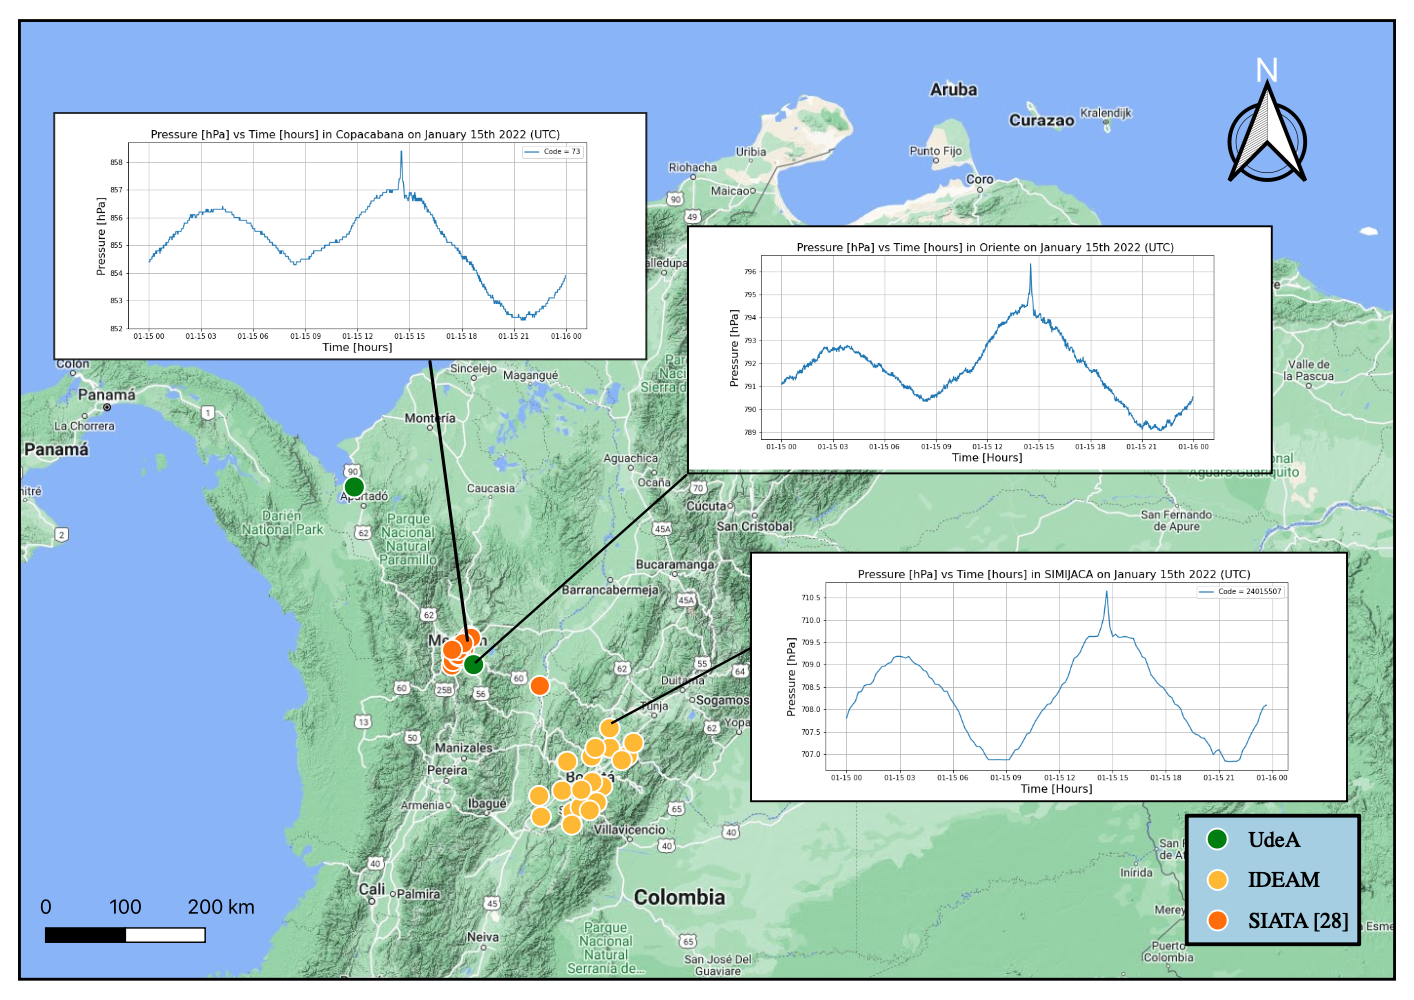 N
Aruba
Curazao
Kralendijk
Uribia
Riohacha
Maicao
Punto Fijo
Coro
90
49
Pressure [hPa] vs Time [hours] in Copacabana on January 15th 2022 (UTC)
Code = 73
858
857
856
855
854
853
852
Pressure [hPa]
01-15 00 01-15 03 01-15 06 01-15 09 01-15 12 01-15 15 01-15 18 01-15 21 01-16 00
Time [hours]
alledupa
Pressure [hPa] vs Time [hours] in Oriente on January 15th 2022 (UTC)
796
795
794
793
792
791
790
789
Pressure [hPa]
01-15 00 01-15 03 01-15 06 01-15 09 01-15 12 01-15 15 01-15 18 01-15 21 01-16 00
Time [Hours]
Colón
Panamá
La Chorrera
Panamá
1
2
Sincelejo
Magangué
Montería
Valle de
la Pascua
90
Apartadó
Caucasia
Aguachica
Ocaña
70
Cúcuta
San Cristóbal
45A
Darién
National Park
62
Parque
Nacional
Natural
Paramillo
Aguaro-Guariquito
San Fernando
de Apure
Bucaramanga
Barrancabermeja
45A
62
Pressure [hPa] vs Time [hours] in SIMIJACA on January 15th 2022 (UTC)
Code = 24015507
710.5
710.0
709.5
709.0
708.5
708.0
707.5
707.0
Pressure [hPa]
01-15 00 01-15 03 01-15 06 01-15 09 01-15 12 01-15 15 01-15 18 01-15 21 01-16 00
Time [Hours]
60
25B
56
60
62
55
64
Duitama
Sogamos
Tunja
62
Yopa
13
50
Manizales
Pereira
Armenia
Ibagué
Villavicencio
65
40
40
Colombia
40
Cali
Palmira
45
Neiva
Parque
Nacional
Natural
Serranía de...
65
San José Del
Guaviare
Inírida
Puerto
Colombia
0 100 200 km
UdeA
IDEAM
SIATA [28]